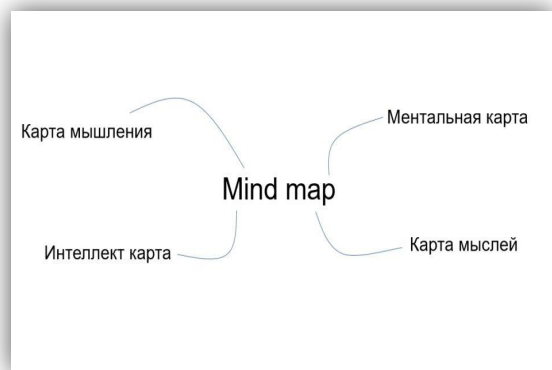 Ментальная карта
Карта мышления
Mind map
Карта мыслей
Интеллект карта